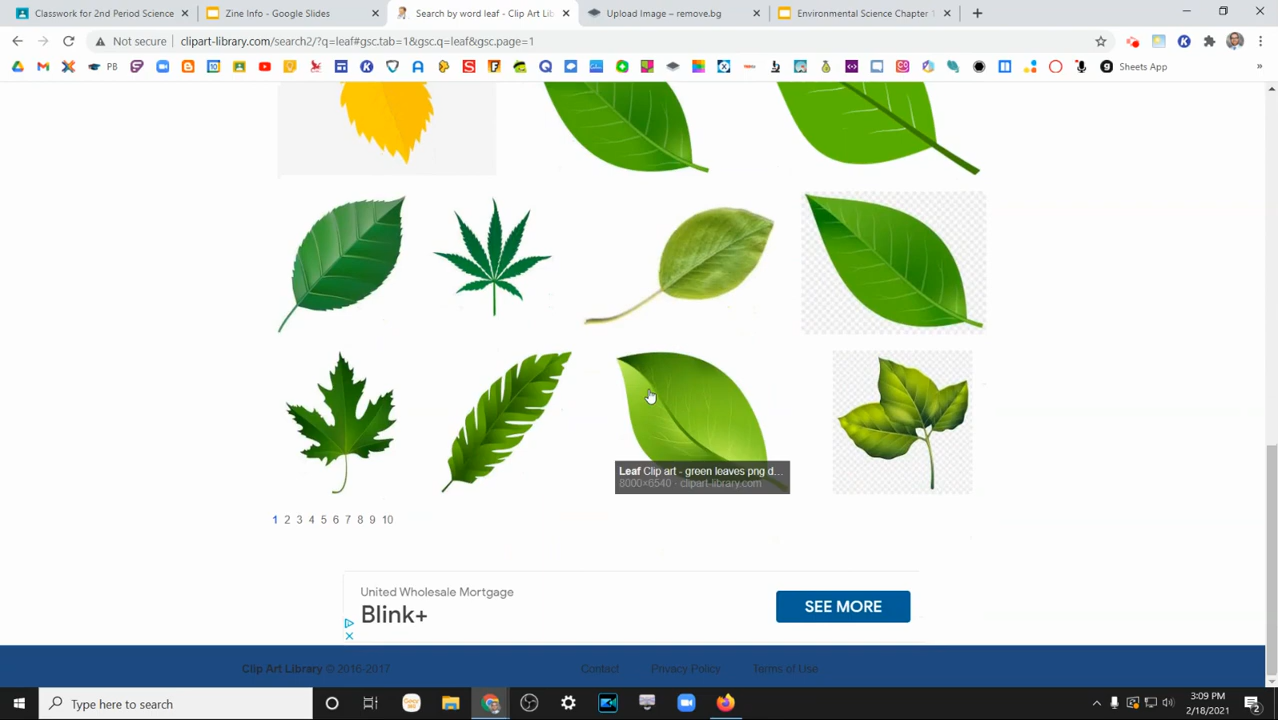 Classwork for 2nd Period Science
Zine Info - Google Slides
Search by word leaf - Clip Art Lib
Upload Image – remove.bg
Environmental Science Chapter 1
Not secure
clipart-library.com/search2/?q=leaf#gsc.tab=1&gsc.q=leaf&gsc.page=1
PB
Sheets App
Leaf Clip art - green leaves png d...
8000×6540 · clipart-library.com
1 2 3 4 5 6 7 8 9 10
United Wholesale Mortgage
Blink+
SEE MORE
Clip Art Library © 2016-2017
Contact
Privacy Policy
Terms of Use
Type here to search
3:09 PM
2/18/2021